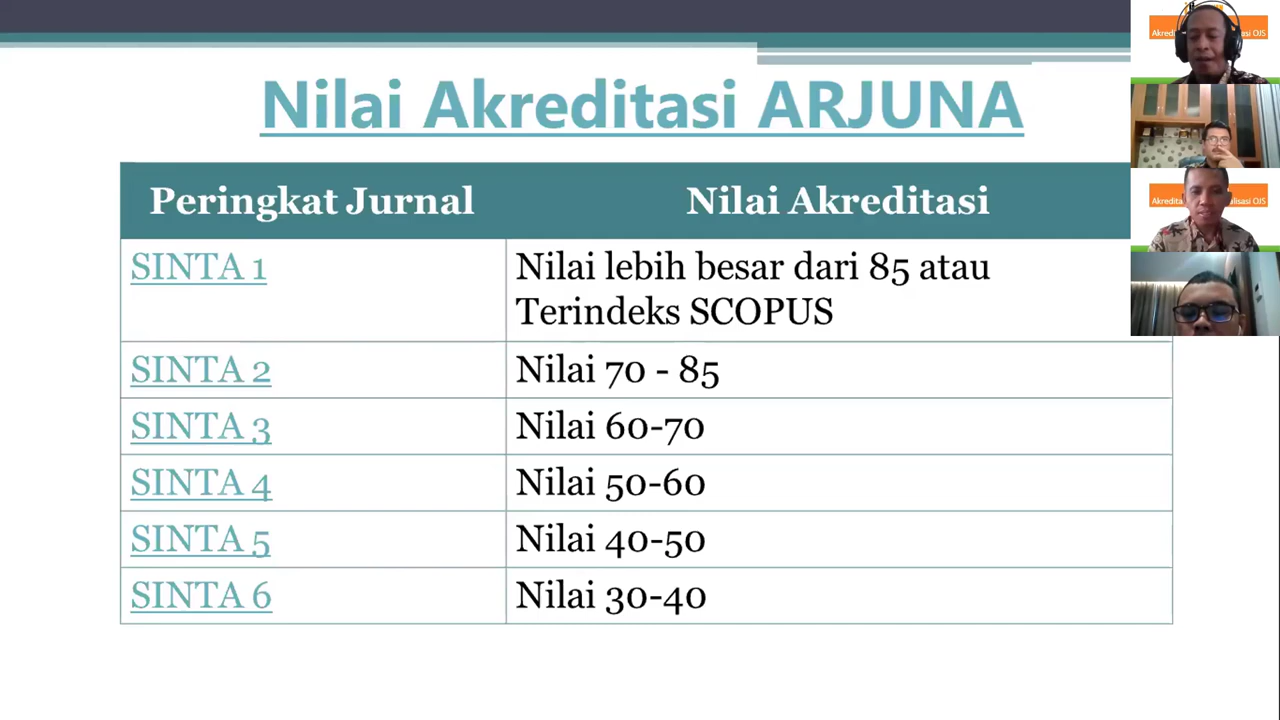 Nilai Akreditasi ARJUNA
Peringkat Jurnal Nilai Akreditasi
SINTA 1 Nilai lebih besar dari 85 atau
Terindeks SCOPUS
SINTA 2 Nilai 70 - 85
SINTA 3 Nilai 60-70
SINTA 4 Nilai 50-60
SINTA 5 Nilai 40-50
SINTA 6 Nilai 30-40
OJS
OJS